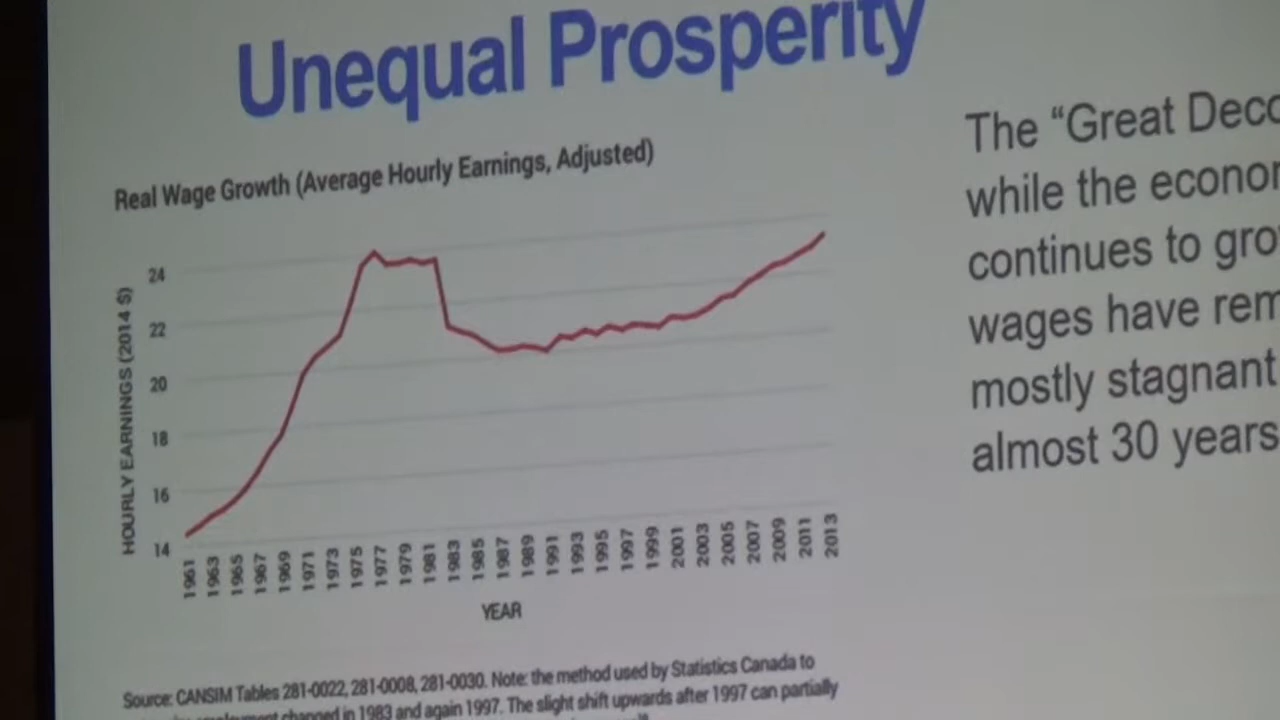 Unequal Prosperity
Real Wage Growth (Average Hourly Earnings, Adjusted)
HOURLY EARNINGS (2014 $)
24
22
20
18
16
14
1961 1963 1965 1967 1969 1971 1973 1975 1977 1979 1981 1983 1985 1987 1989 1991 1993 1995 1997 1999 2001 2003 2005 2007 2009 2011 2013
YEAR
Source: CANSIM Tables 281-0022, 281-0008, 281-0030. Note: the method used by Statistics Canada to
changed in 1983 and again 1997. The slight shift upwards after 1997 can partially
The “Great Deco
while the econo
continues to gro
wages have rem
mostly stagnant
almost 30 years